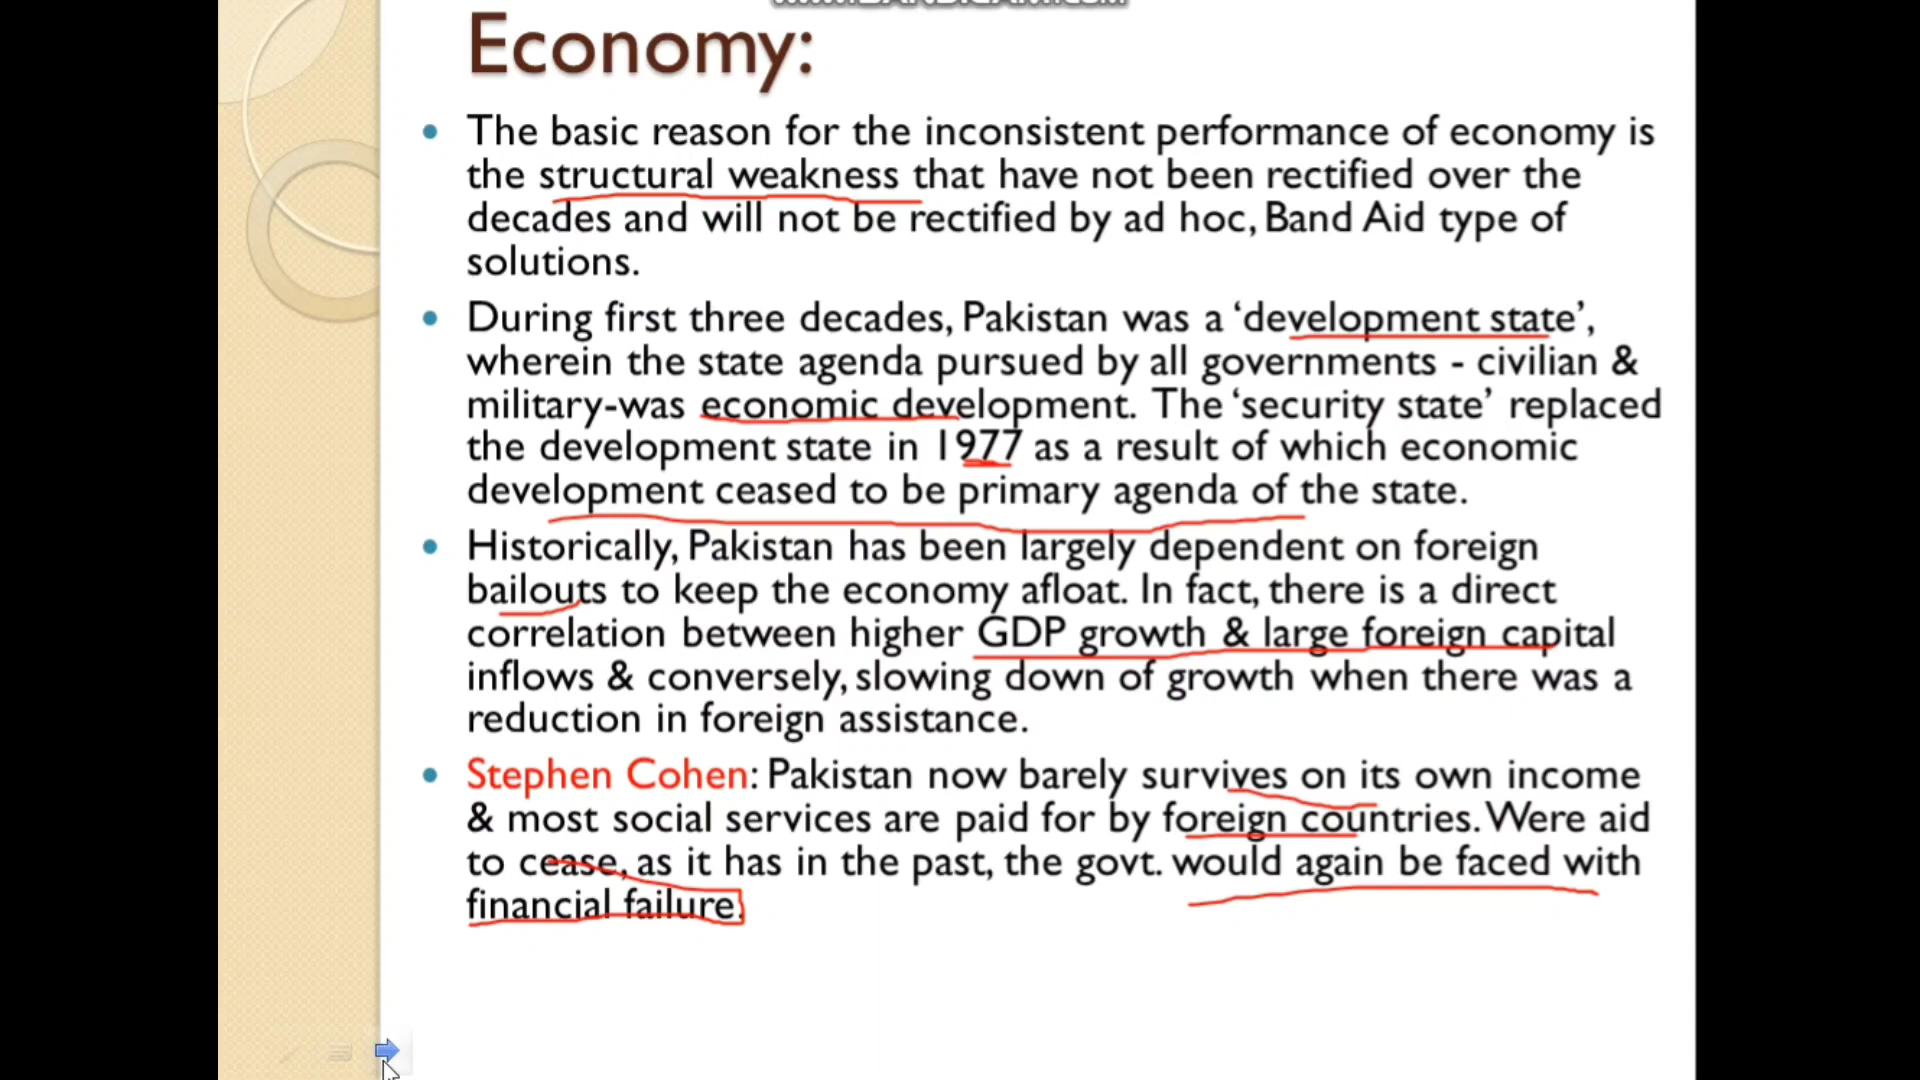 Economy:
The basic reason for the inconsistent performance of economy is
the structural weakness that have not been rectified over the
decades and will not be rectified by ad hoc, Band Aid type of
solutions.
During first three decades, Pakistan was a ‘development state’,
wherein the state agenda pursued by all governments - civilian &
military-was economic development. The ‘security state’ replaced
the development state in 1977 as a result of which economic
development ceased to be primary agenda of the state.
Historically, Pakistan has been largely dependent on foreign
bailouts to keep the economy afloat. In fact, there is a direct
correlation between higher GDP growth & large foreign capital
inflows & conversely, slowing down of growth when there was a
reduction in foreign assistance.
Stephen Cohen: Pakistan now barely survives on its own income
& most social services are paid for by foreign countries. Were aid
to cease, as it has in the past, the govt. would again be faced with
financial failure.